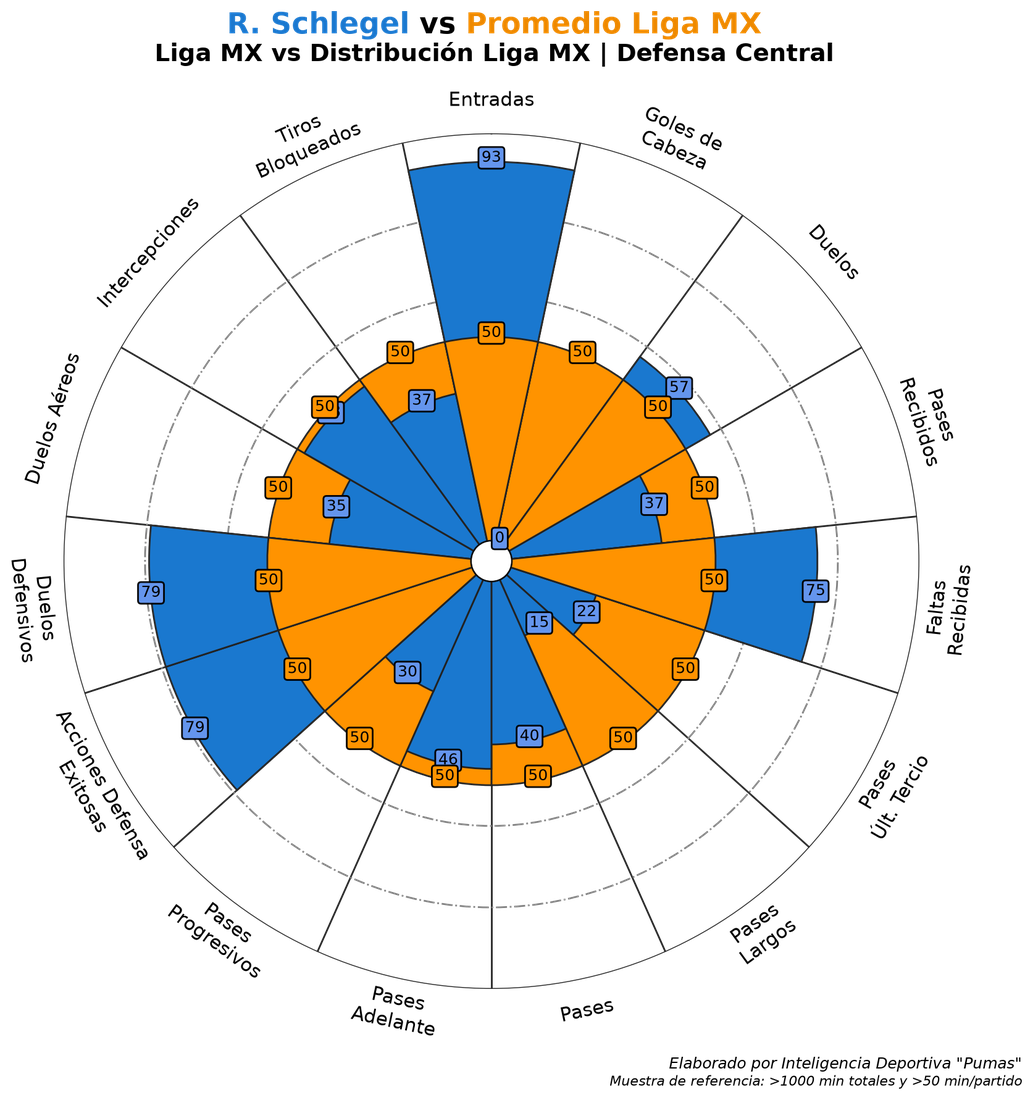 R. Schlegel vs Promedio Liga MX
Liga MX vs Distribución Liga MX | Defensa Central
Entradas
Goles de
Cabeza
Duelos
Pases
Recibidos
Faltas
Recibidas
Pases
Últ. Tercio
Pases
Largos
Pases
Pases
Adelante
Pases
Progresivos
Acciones Defensa
Exitosas
Duelos
Defensivos
Duelos Aéreos
Intercepciones
Tiros
Bloqueados
93
50
0
50
57
50
37
50
75
50
22
50
15
50
40
50
46
50
30
50
79
50
79
50
35
50
50
37
50
Elaborado por Inteligencia Deportiva "Pumas"
Muestra de referencia: >1000 min totales y >50 min/partido